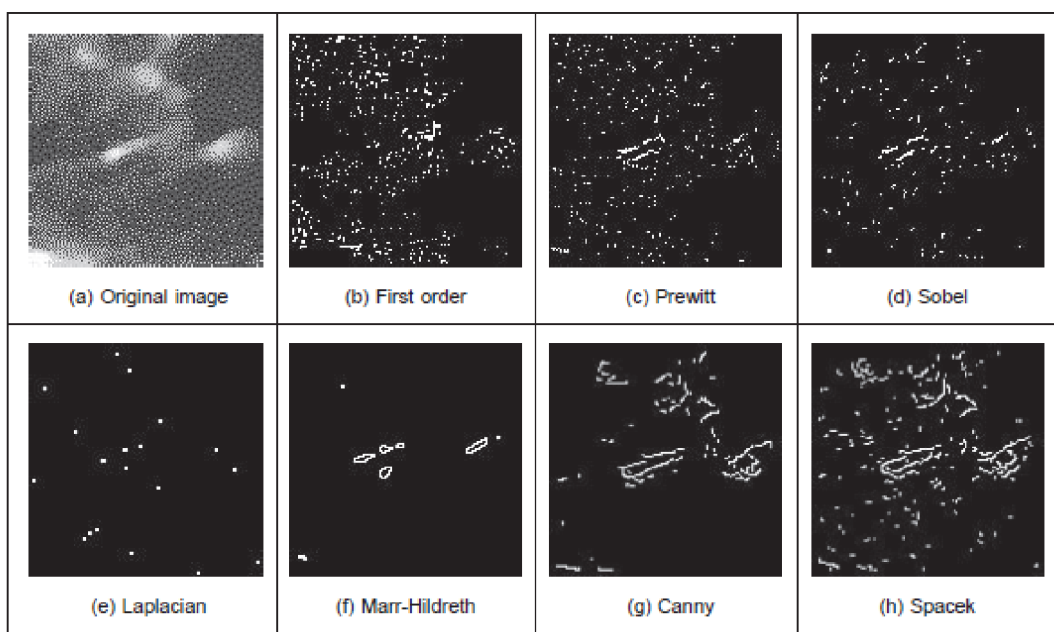 (a) Original image
(b) First order
(c) Prewitt
(d) Sobel
(e) Laplacian
(f) Marr-Hildreth
(g) Canny
(h) Spacek